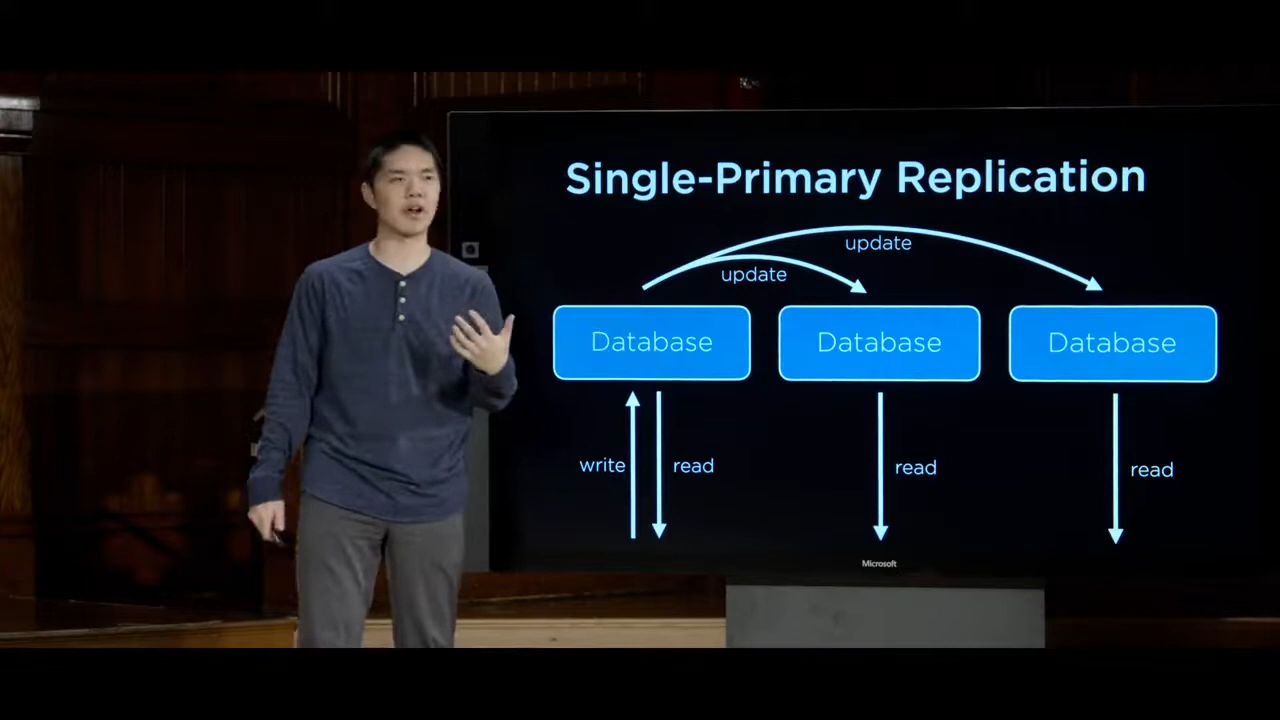 Single-Primary Replication
update
update
Database Database Database
write read read read
Microsoft